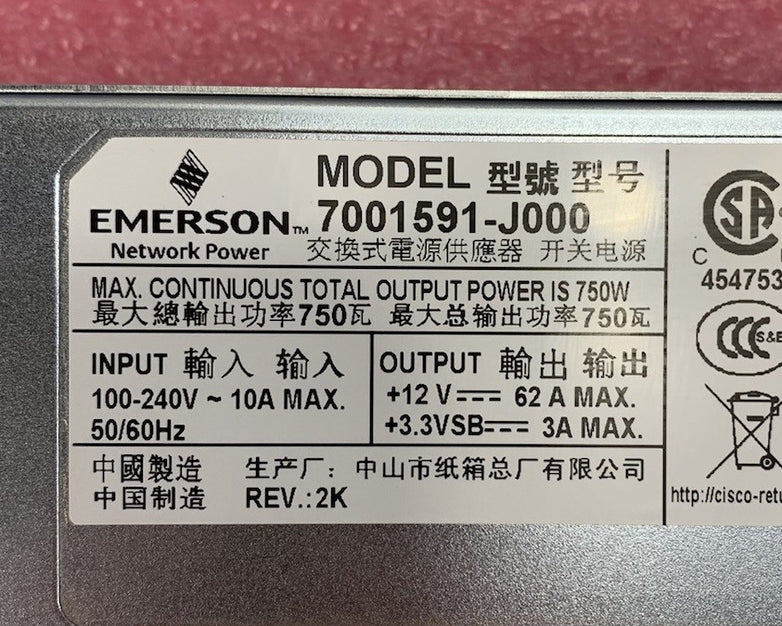 MODEL 型號 型号
EMERSON™ 7001591-J000
Network Power 交換式電源供應器 开关电源
MAX. CONTINUOUS TOTAL OUTPUT POWER IS 750W
最大總輸出功率750瓦 最大总输出功率750瓦
INPUT 輸入 输入
100-240V ~ 10A MAX.
50/60Hz
OUTPUT 輸出 输出
+12 V⎓ 62 A MAX.
+3.3VSB⎓ 3A MAX.
中國製造 生产厂：中山市纸箱总厂有限公司
中国制造 REV.:2K
SA
C
454753
CCC S&E
http://cisco-retu